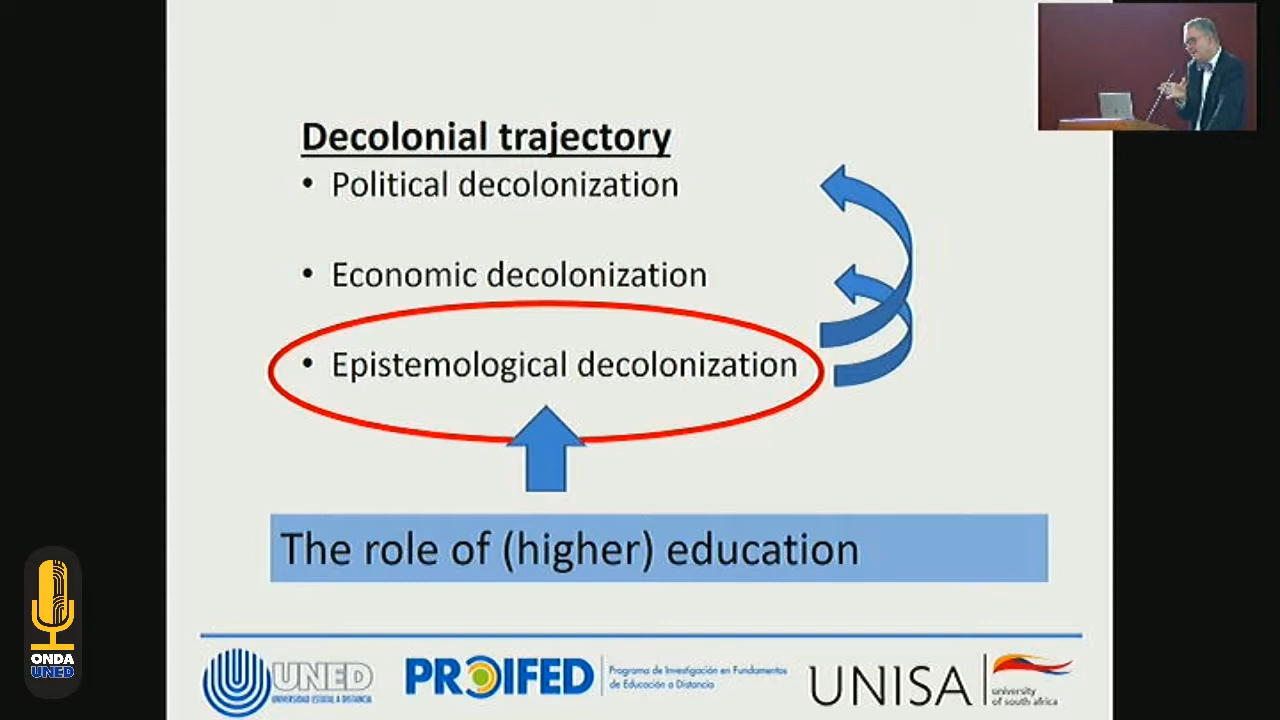 Decolonial trajectory
• Political decolonization
• Economic decolonization
• Epistemological decolonization
The role of (higher) education
ONDA
UNED
UNED
UNIVERSIDAD ESTATAL A DISTANCIA
PROIFED
Programa de Investigación en Fundamentos
de Educación a Distancia
UNISA
university
of south africa